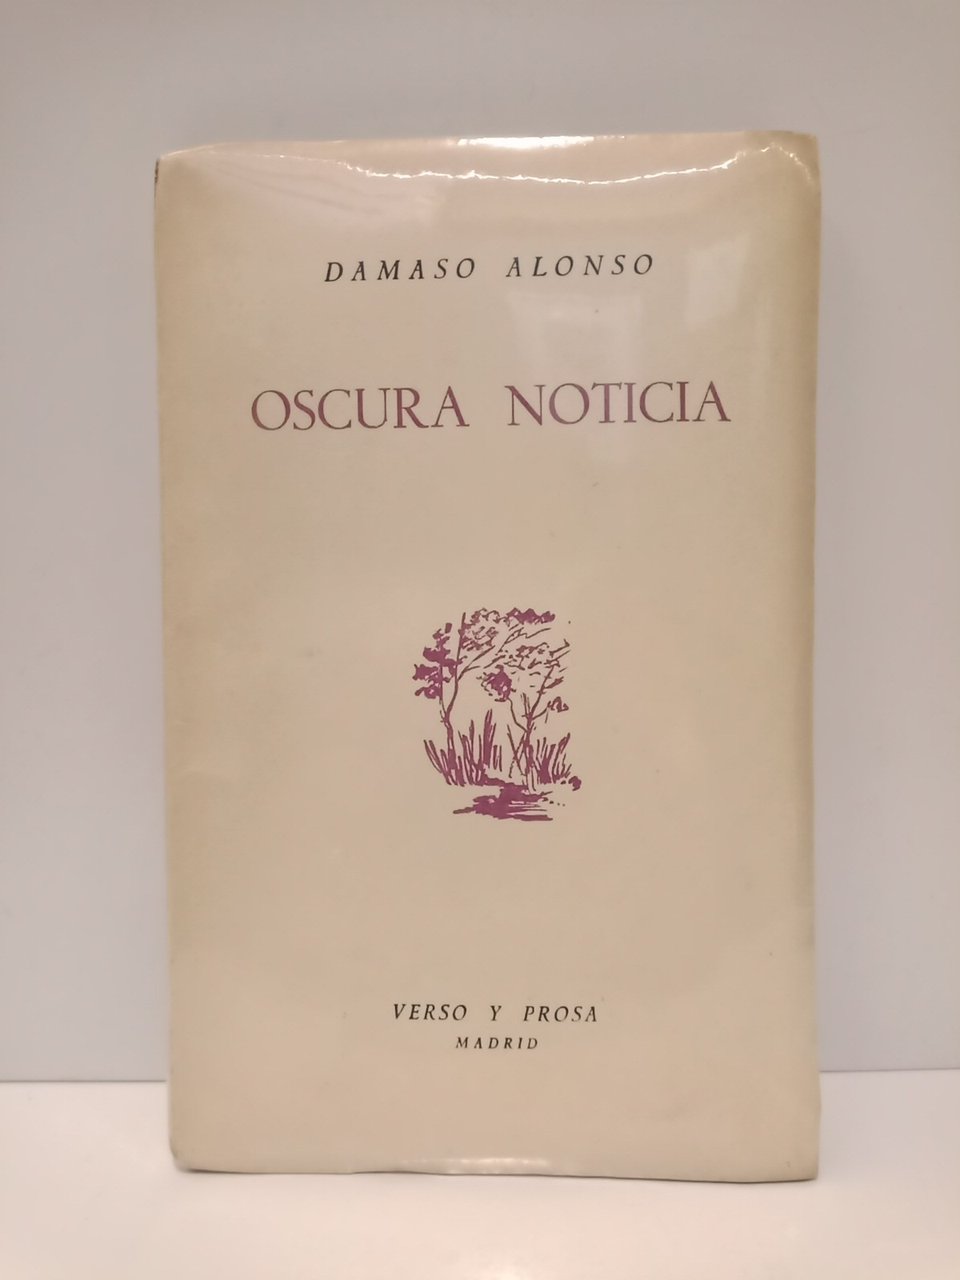 DAMASO ALONSO
OSCURA NOTICIA
VERSO Y PROSA
MADRID